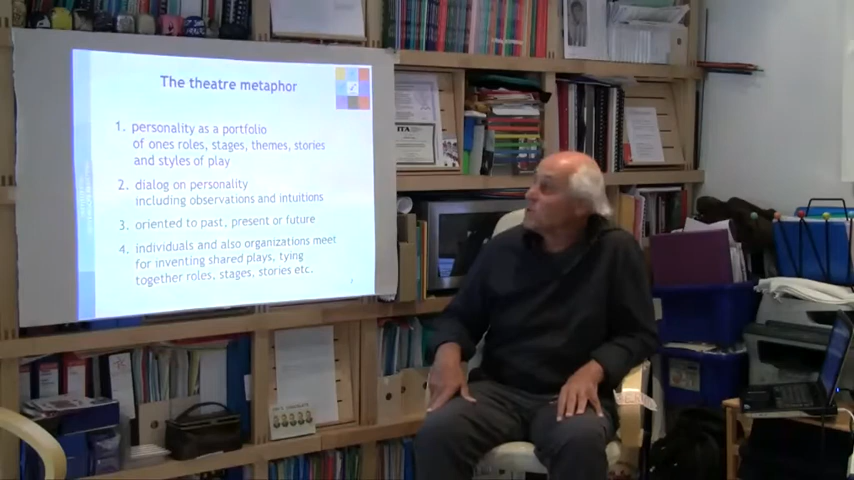 The theatre metaphor
1. personality as a portfolio
of ones roles, stages, themes, stories
and styles of play
2. dialog on personality
including observations and intuitions
3. oriented to past, present or future
4. individuals and also organizations meet
for inventing shared plays, tying
together roles, stages, stories etc.
7
ITA